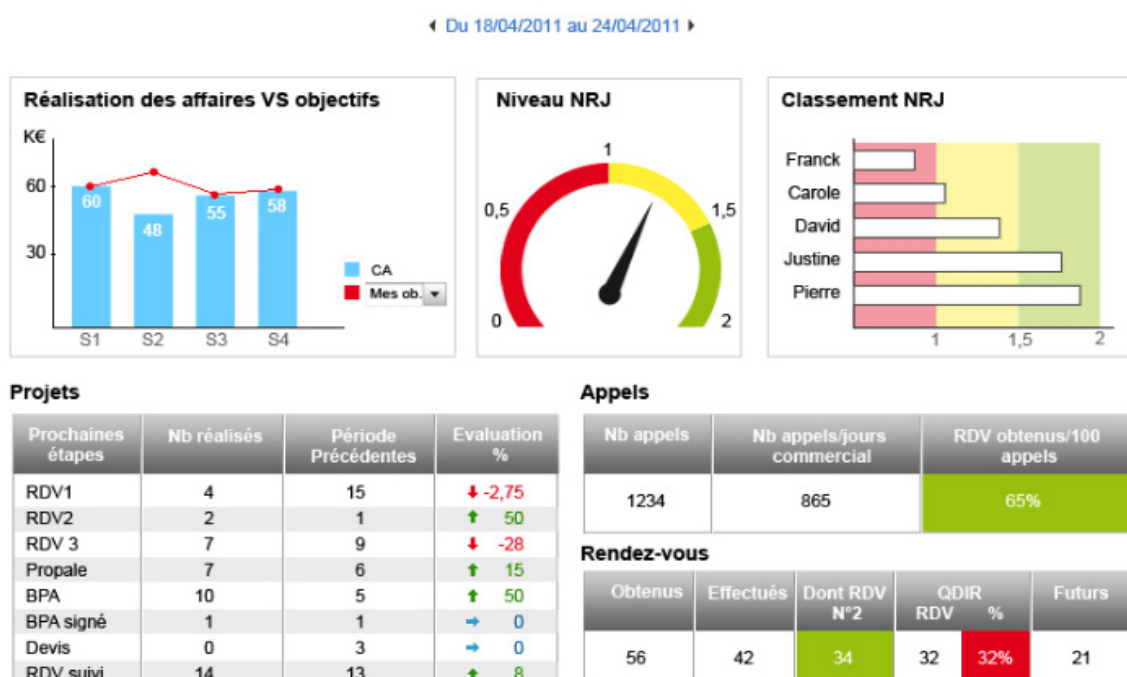 Du 18/04/2011 au 24/04/2011
Réalisation des affaires VS objectifs
K€
60
30
60
48
55
58
S1 S2 S3 S4
CA
Mes ob.
Niveau NRJ
0
0,5
1
1,5
2
Classement NRJ
Franck
Carole
David
Justine
Pierre
1 1,5 2
Projets
Prochaines étapes Nb réalisés Période Précédentes Evaluation %
RDV1 4 15 -2,75
RDV2 2 1 50
RDV 3 7 9 -28
Propale 7 6 15
BPA 10 5 50
BPA signé 1 1 0
Devis 0 3 0
RDV suivi 14 13 8
Appels
Nb appels Nb appels/jours commercial RDV obtenus/100 appels
1234 865 65%
Rendez-vous
Obtenus Effectués Dont RDV N°2 QDIR RDV % Futurs
56 42 34 32 32% 21